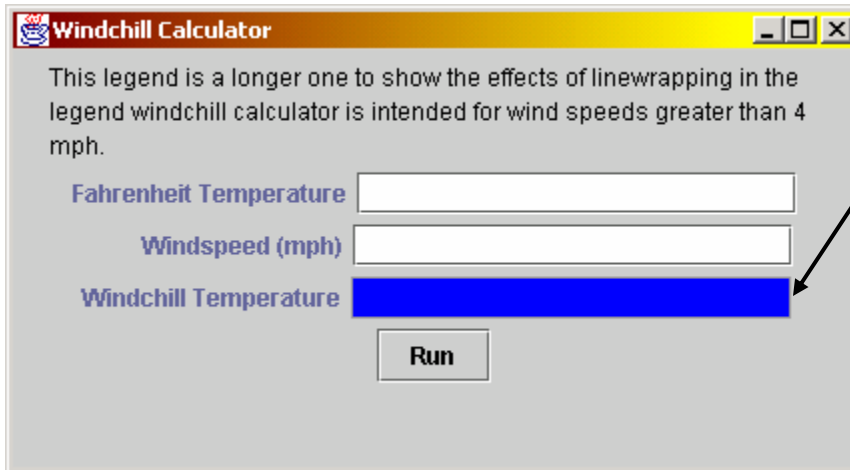 Windchill Calculator
This legend is a longer one to show the effects of linewrapping in the
legend windchill calculator is intended for wind speeds greater than 4
mph.
Fahrenheit Temperature
Windspeed (mph)
Windchill Temperature
Run